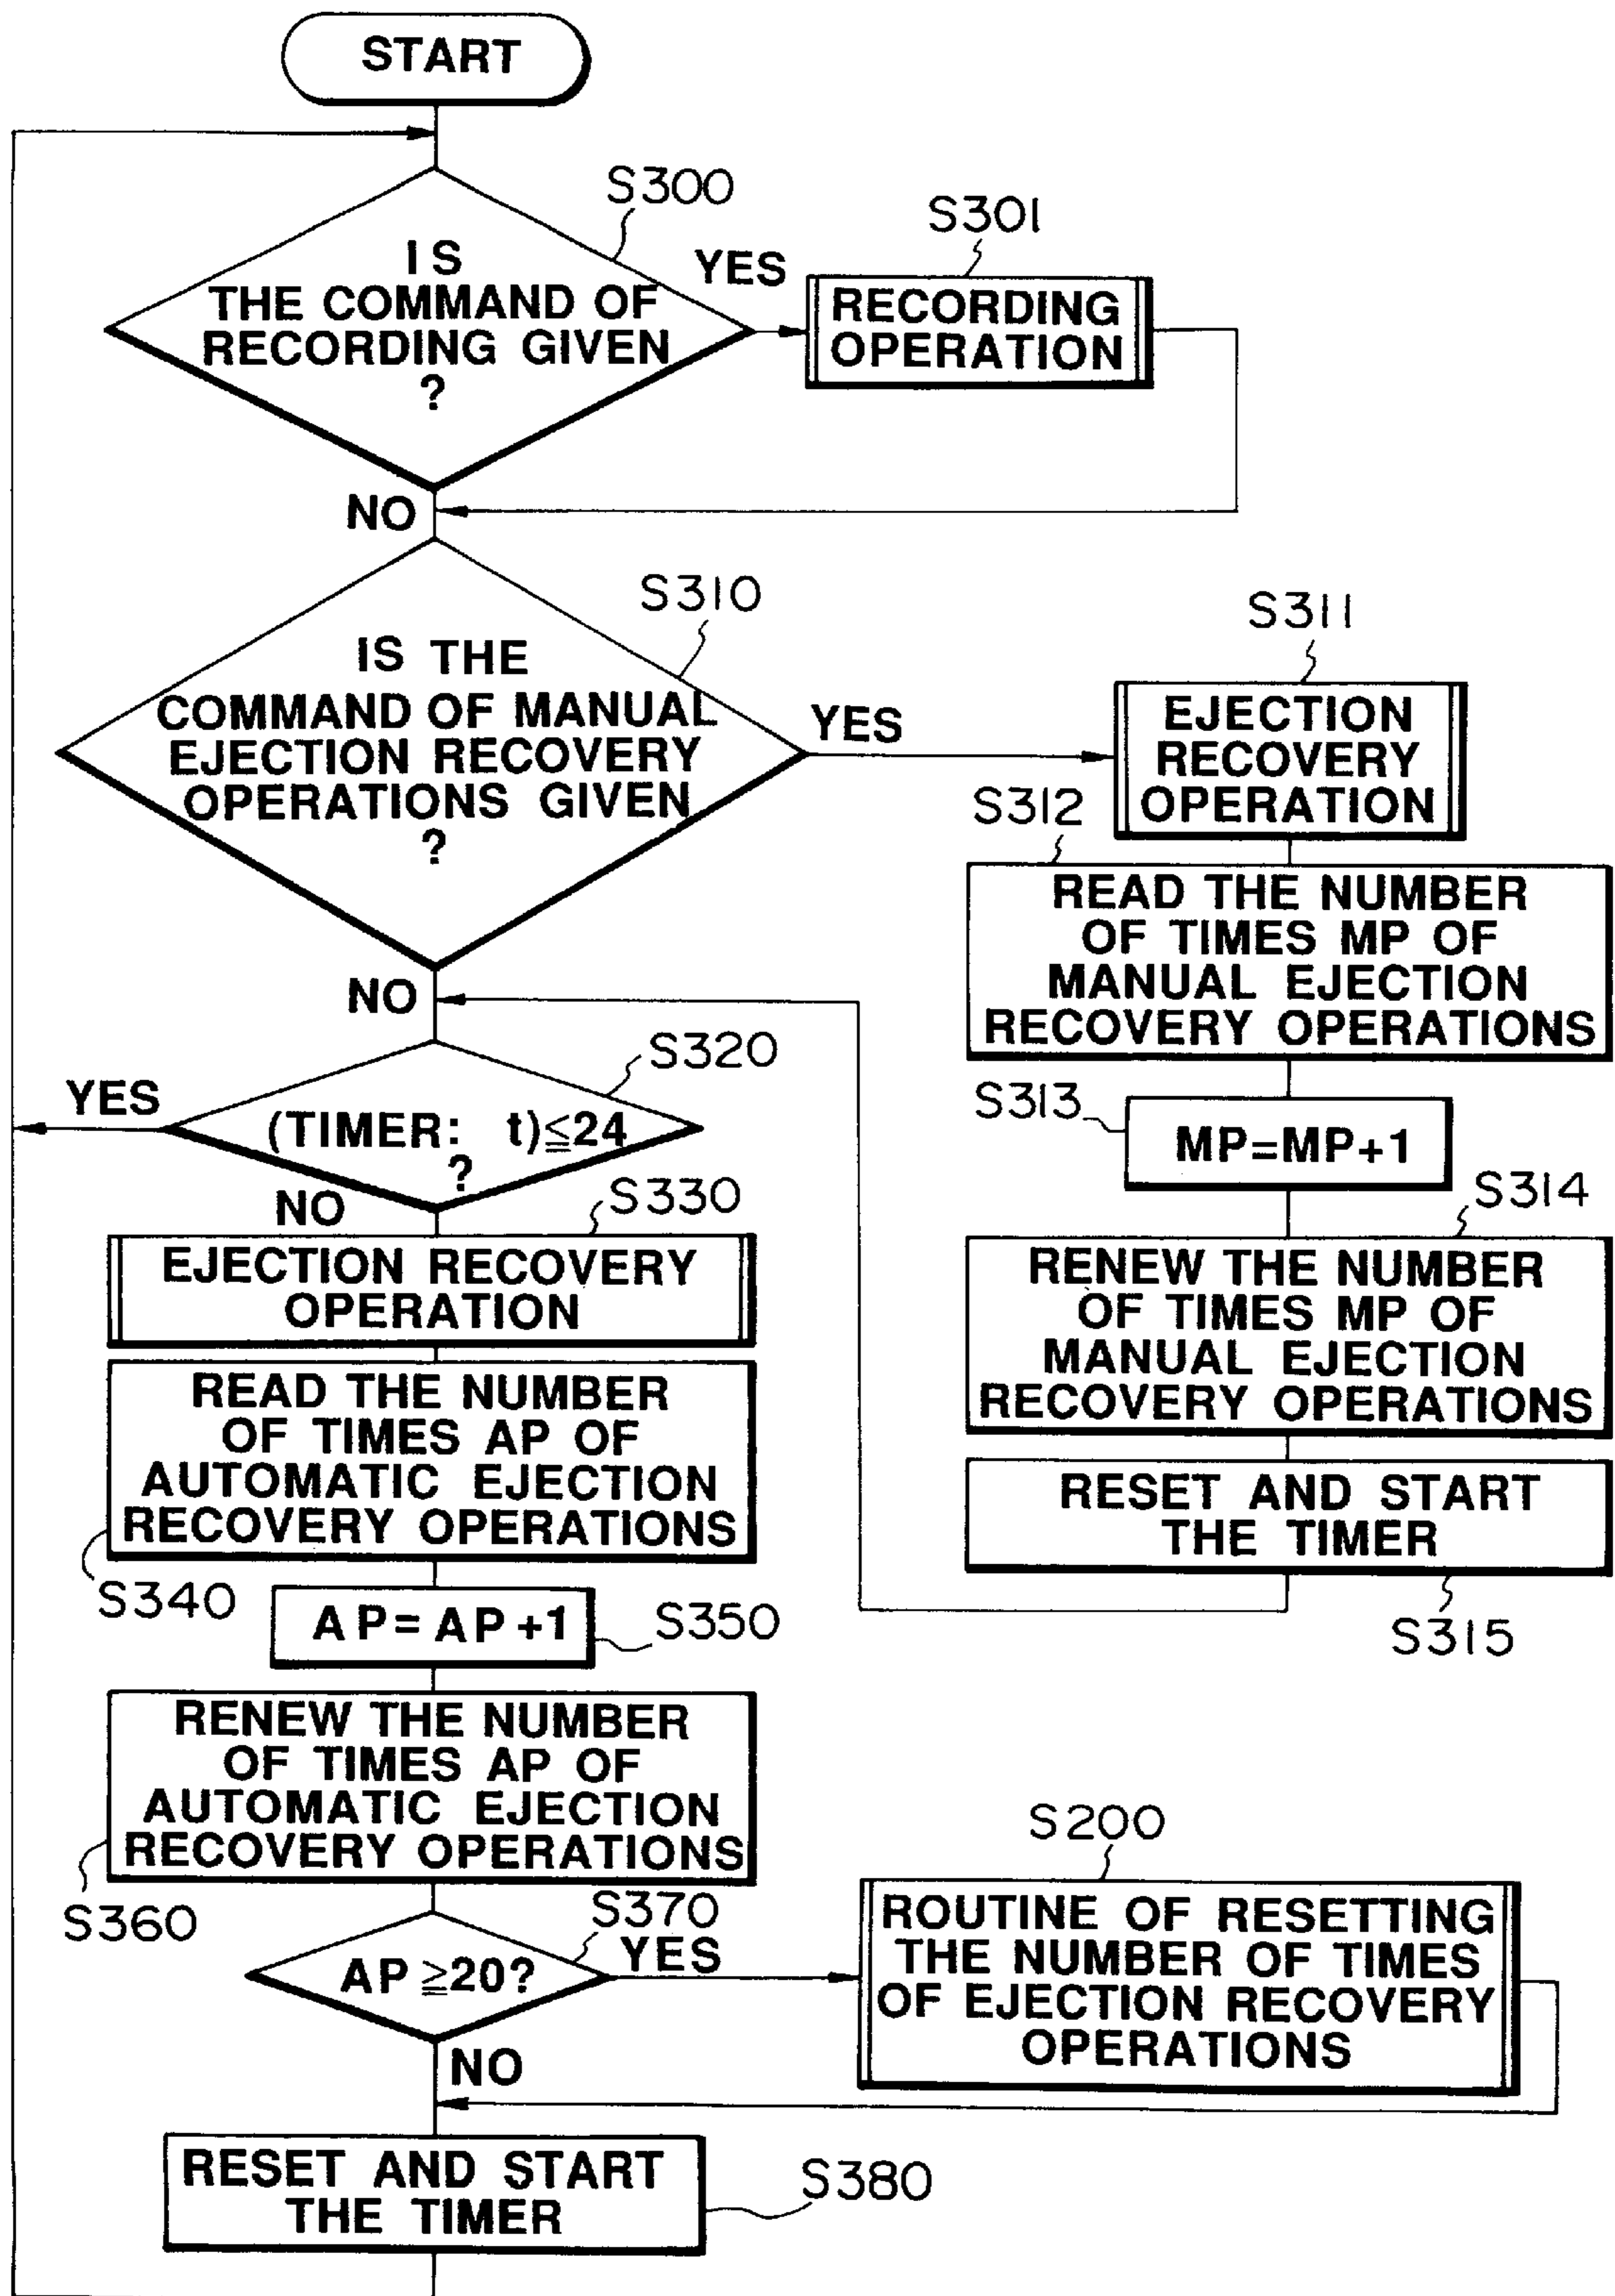 START
S300
IS
THE COMMAND OF
RECORDING GIVEN
?
YES
S301
RECORDING
OPERATION
NO
S310
IS THE
COMMAND OF MANUAL
EJECTION RECOVERY
OPERATIONS GIVEN
?
YES
S311
EJECTION
RECOVERY
OPERATION
S312
READ THE NUMBER
OF TIMES MP OF
MANUAL EJECTION
RECOVERY OPERATIONS
S313
MP=MP+1
S314
RENEW THE NUMBER
OF TIMES MP OF
MANUAL EJECTION
RECOVERY OPERATIONS
RESET AND START
THE TIMER
S315
NO
S320
YES
(TIMER: t)≦24
?
NO
S330
EJECTION RECOVERY
OPERATION
READ THE NUMBER
OF TIMES AP OF
AUTOMATIC EJECTION
RECOVERY OPERATIONS
S340
AP=AP+1
S350
RENEW THE NUMBER
OF TIMES AP OF
AUTOMATIC EJECTION
RECOVERY OPERATIONS
S360
S370
AP≧20?
YES
S200
ROUTINE OF RESETTING
THE NUMBER OF TIMES
OF EJECTION RECOVERY
OPERATIONS
NO
RESET AND START
THE TIMER
S380